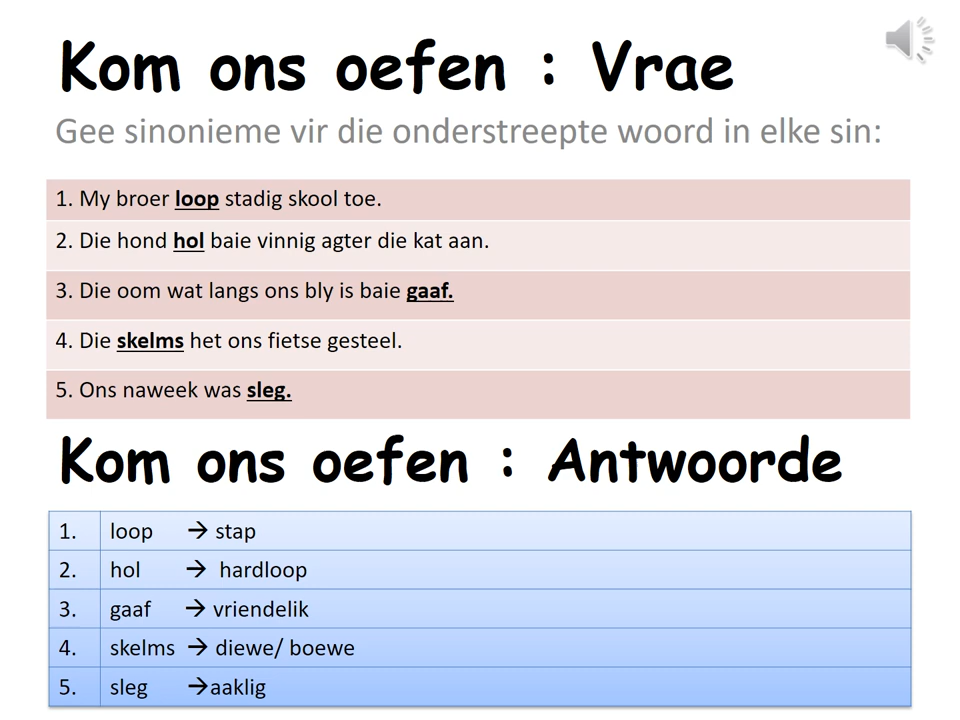 Kom ons oefen : Vrae
Gee sinonieme vir die onderstreepte woord in elke sin:
1. My broer loop stadig skool toe.
2. Die hond hol baie vinnig agter die kat aan.
3. Die oom wat langs ons bly is baie gaaf.
4. Die skelms het ons fietse gesteel.
5. Ons naweek was sleg.
Kom ons oefen : Antwoorde
1. loop → stap
2. hol → hardloop
3. gaaf → vriendelik
4. skelms → diewe/ boewe
5. sleg →aaklig